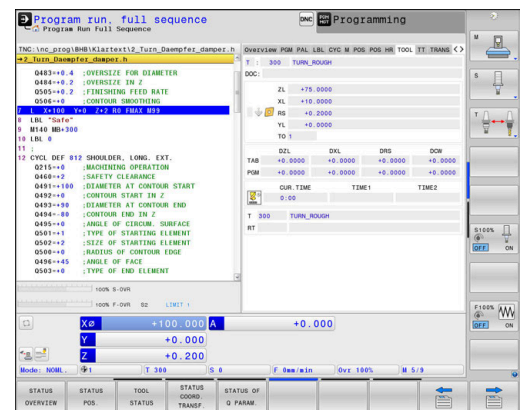 Program run, full sequence
Program Run Full Sequence
DNC
Programming
TNC:\nc_prog\BHB\Klartext\2_Turn_Daempfer_damper.h
→2_Turn_Daempfer_damper.h
Q483=+0.4 ;OVERSIZE FOR DIAMETER
Q484=+0.2 ;OVERSIZE IN Z
Q505=+0.2 ;FINISHING FEED RATE
Q506=+0 ;CONTOUR SMOOTHING
7 L X+100 Y+0 Z+2 R0 FMAX M99
8 LBL "Safe"
9 M140 MB+300
10 LBL 0
11 ;
12 CYCL DEF 812 SHOULDER, LONG. EXT.
Q215=+0 ;MACHINING OPERATION
Q460=+2 ;SAFETY CLEARANCE
Q491=+100 ;DIAMETER AT CONTOUR START
Q492=+0 ;CONTOUR START IN Z
Q493=+90 ;DIAMETER AT CONTOUR END
Q494=-80 ;CONTOUR END IN Z
Q495=+0 ;ANGLE OF CIRCUM. SURFACE
Q501=+1 ;TYPE OF STARTING ELEMENT
Q502=+2 ;SIZE OF STARTING ELEMENT
Q500=+0 ;RADIUS OF CONTOUR EDGE
Q496=+45 ;ANGLE OF FACE
Q503=+0 ;TYPE OF END ELEMENT
Overview PGM PAL LBL CYC M POS POS HR TOOL TT TRANS
T : 300 TURN_ROUGH
DOC:
ZL +75.0000
XL +10.0000
RS +0.2000
YL +0.0000
TO 1
DZL DXL DRS DCW
TAB +0.0000 +0.0000 +0.0000 +0.0000
PGM +0.0000 +0.0000 +0.0000 +0.0000
CUR.TIME TIME1 TIME2
0:00
T 300 TURN_ROUGH
RT
100% S-OVR
100% F-OVR S2 LIMIT 1
XØ +100.000 A +0.000
Y +0.000
Z +0.200
Mode: NOML. 1 T 300 S 0 F 0mm/min Ovr 100% M 5/9
STATUS OVERVIEW
STATUS POS.
TOOL STATUS
STATUS COORD. TRANSF.
STATUS OF Q PARAM.
M
S
T
S100%
OFF ON
F100%
OFF ON